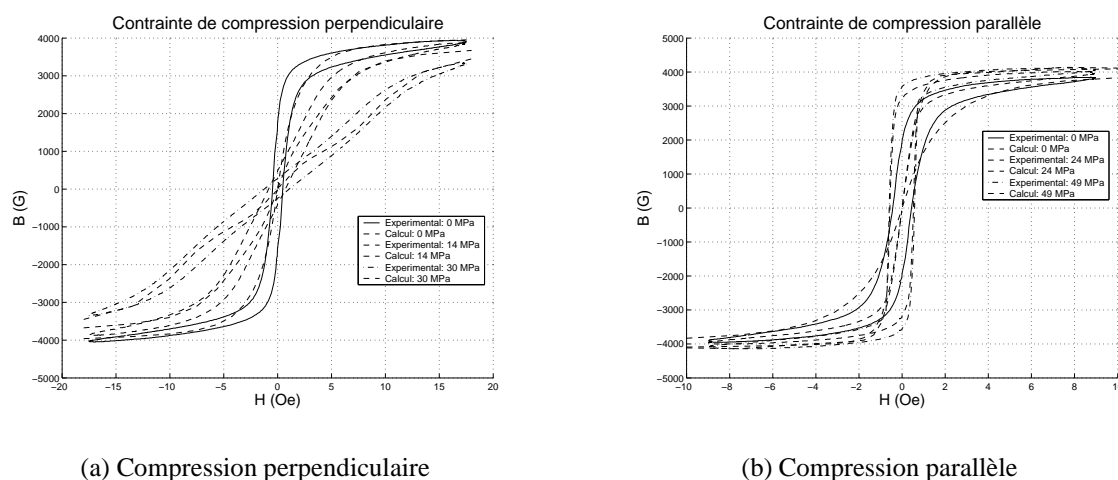 Contrainte de compression perpendiculaire
4000
3000
2000
1000
0
−1000
−2000
−3000
−4000
−5000
B (G)
−20
−15
−10
−5
0
5
10
15
20
H (Oe)
Experimental: 0 MPa
Calcul: 0 MPa
Experimental: 14 MPa
Calcul: 14 MPa
Experimental: 30 MPa
Calcul: 30 MPa
(a) Compression perpendiculaire
Contrainte de compression parallèle
5000
4000
3000
2000
1000
0
−1000
−2000
−3000
−4000
−5000
B (G)
−10
−8
−6
−4
−2
0
2
4
6
8
10
H (Oe)
Experimental: 0 MPa
Calcul: 0 MPa
Experimental: 24 MPa
Calcul: 24 MPa
Experimental: 49 MPa
Calcul: 49 MPa
(b) Compression parallèle